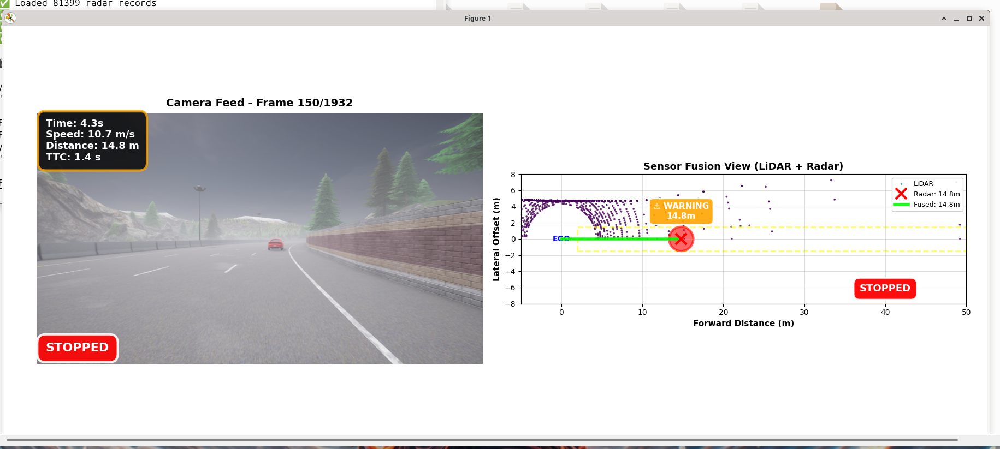 ✅ Loaded 81399 radar records
Figure 1
Camera Feed - Frame 150/1932
Time: 4.3s
Speed: 10.7 m/s
Distance: 14.8 m
TTC: 1.4 s
STOPPED
Sensor Fusion View (LiDAR + Radar)
Lateral Offset (m)
8
6
4
2
0
−2
−4
−6
−8
LiDAR
Radar: 14.8m
Fused: 14.8m
⚠ WARNING
14.8m
EGO
STOPPED
0 10 20 30 40 50
Forward Distance (m)